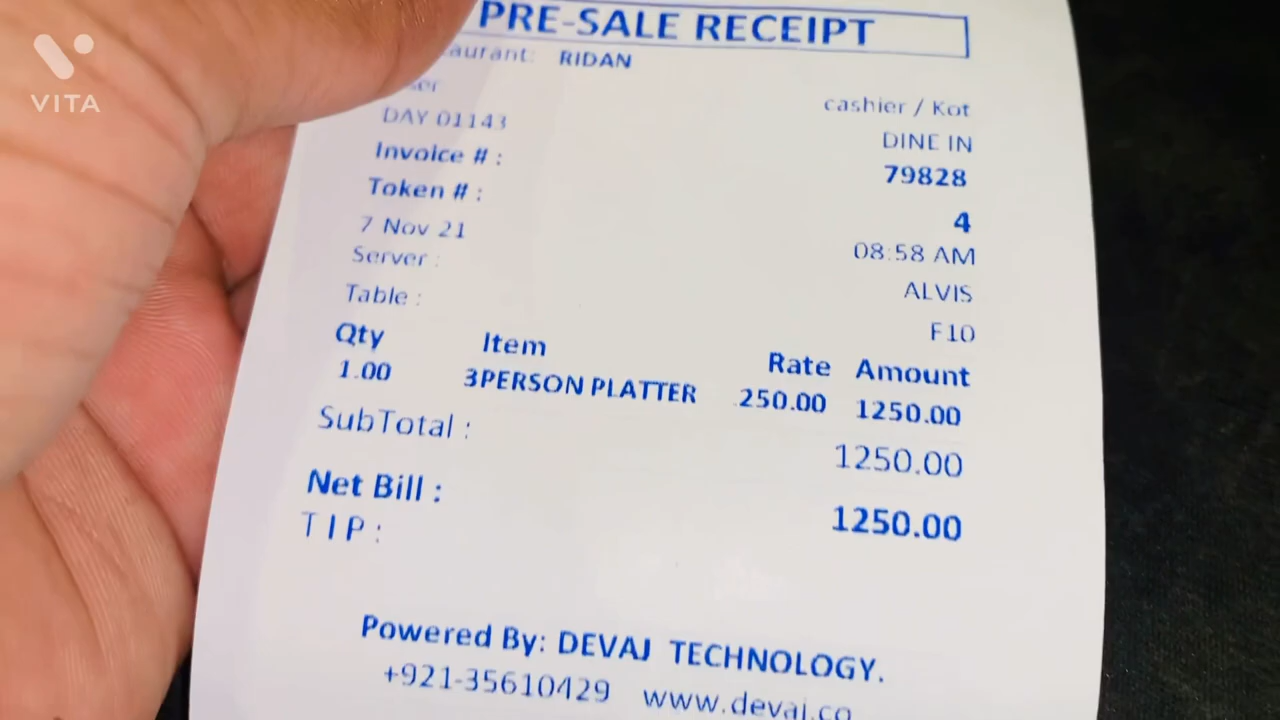 VITA
PRE-SALE RECEIPT
RIDAN
cashier / Kot
DAY 01143 DINE IN
Invoice # : 79828
Token # : 4
7 Nov 21 08:58 AM
Server : ALVIS
Table : F10
Qty Item Rate Amount
1.00 3PERSON PLATTER 250.00 1250.00
SubTotal : 1250.00
Net Bill : 1250.00
TIP :
Powered By: DEVAJ TECHNOLOGY.
+921-35610429 www.devaj.co